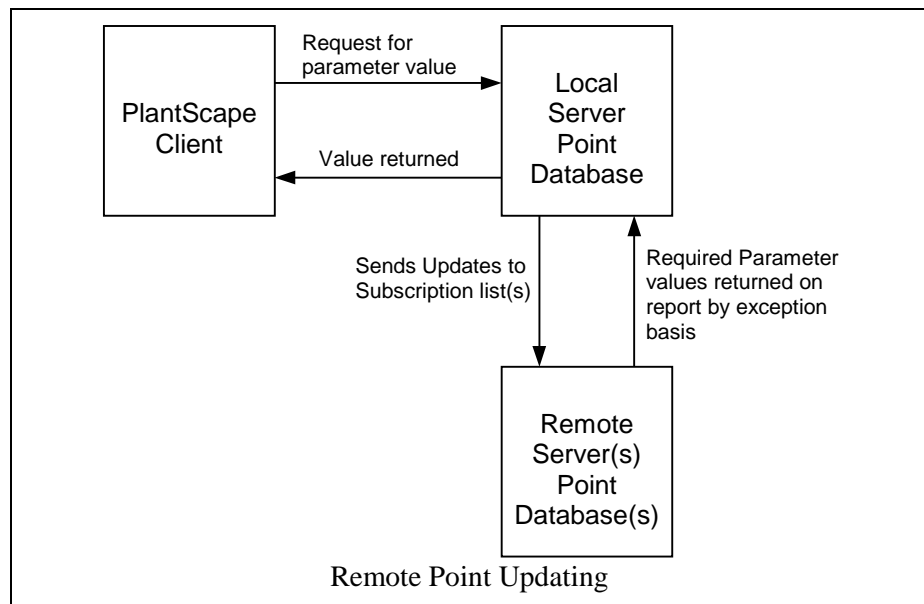 PlantScape
Client
Request for
parameter value
Value returned
Local
Server
Point
Database
Sends Updates to
Subscription list(s)
Required Parameter
values returned on
report by exception
basis
Remote
Server(s)
Point
Database(s)
Remote Point Updating